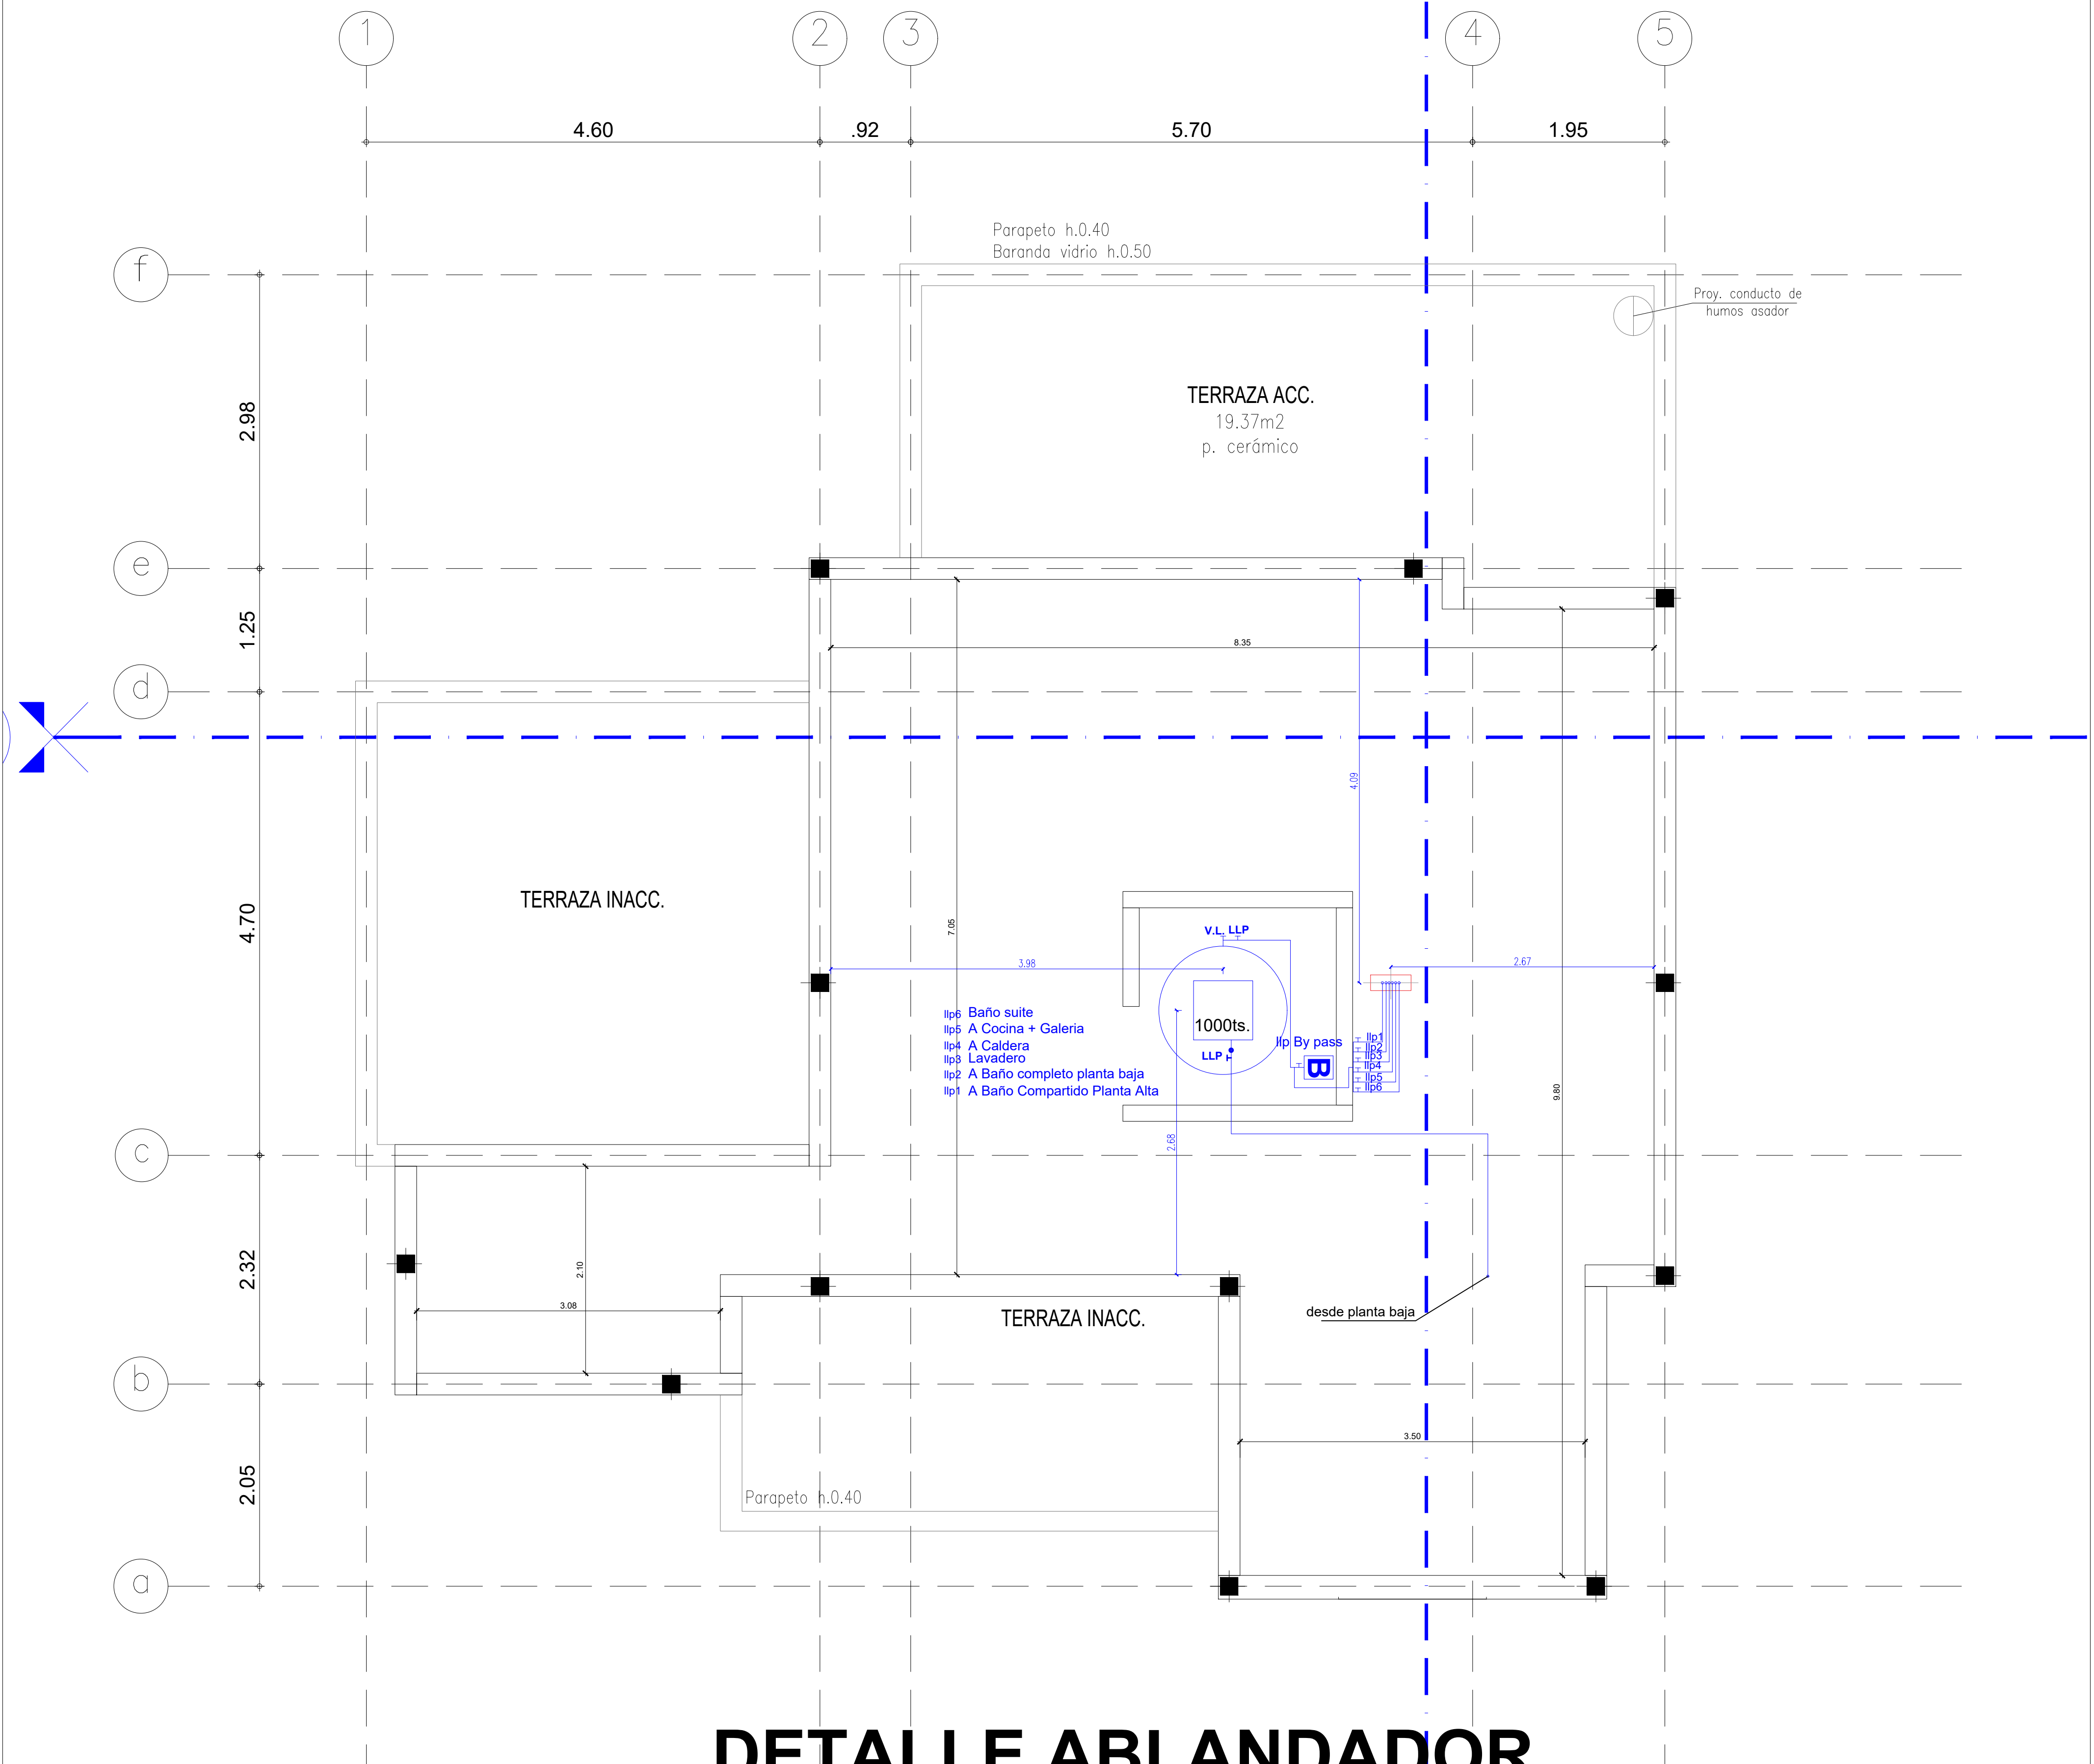 1
2
3
4
5
4.60
.92
5.70
1.95
Parapeto h.0.40
Baranda vidrio h.0.50
f
Proy. conducto de
humos asador
TERRAZA ACC.
19.37m2
p. cerámico
2.98
e
1.25
8.35
d
4.09
TERRAZA INACC.
4.70
7.05
V.L. LLP
3.98
2.67
1000ts.
LLP
llp By pass
B
llp1
llp2
llp3
llp4
llp5
llp6
llp6 Baño suite
llp5 A Cocina + Galeria
llp4 A Caldera
llp3 Lavadero
llp2 A Baño completo planta baja
llp1 A Baño Compartido Planta Alta
9.80
2.68
c
2.32
2.10
3.08
TERRAZA INACC.
desde planta baja
b
3.50
2.05
Parapeto h.0.40
a
DETALLE ABLANDADOR